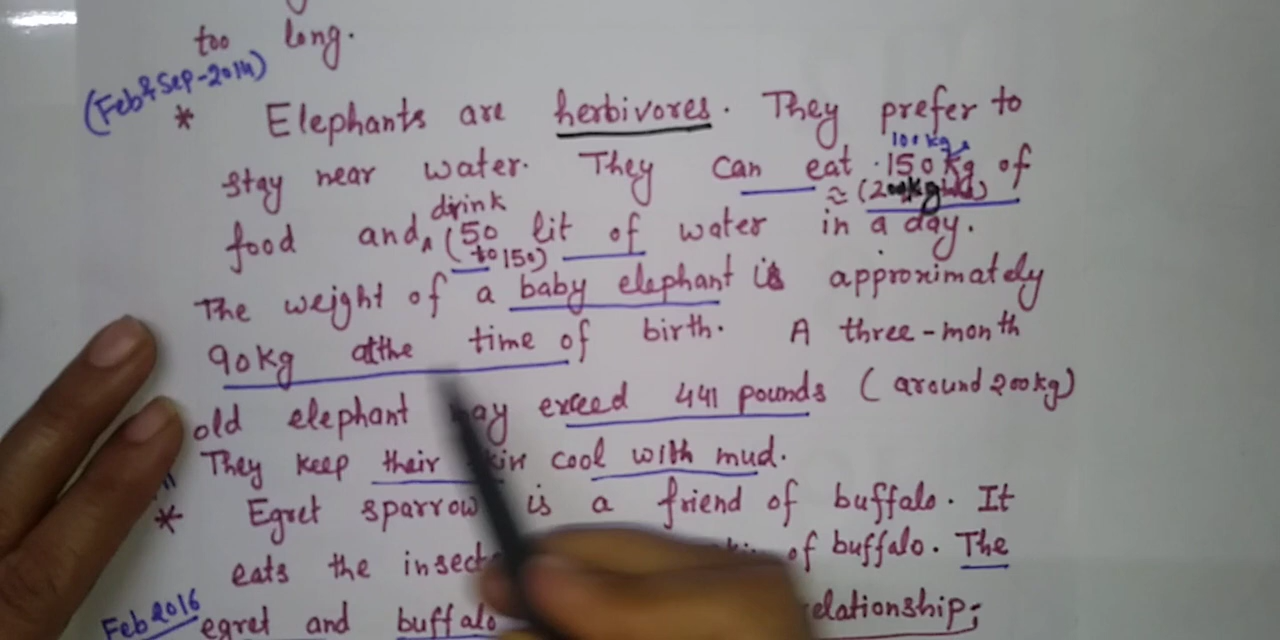 too long.
(Feb & Sep-2014)
* Elephants are herbivores. They prefer to
100kg
stay near water. They can eat 150kg of
≈ (200kg
drink
food and (50 lit of water in a day.
to 150)
The weight of a baby elephant is approximately
90kg at the time of birth. A three-month
old elephant may exceed 441 pounds (around 200kg)
They keep their skin cool with mud.
* Egret sparrow is a friend of buffalo. It
eats the insect of buffalo. The
Feb 2016
egret and buffalo elationship;